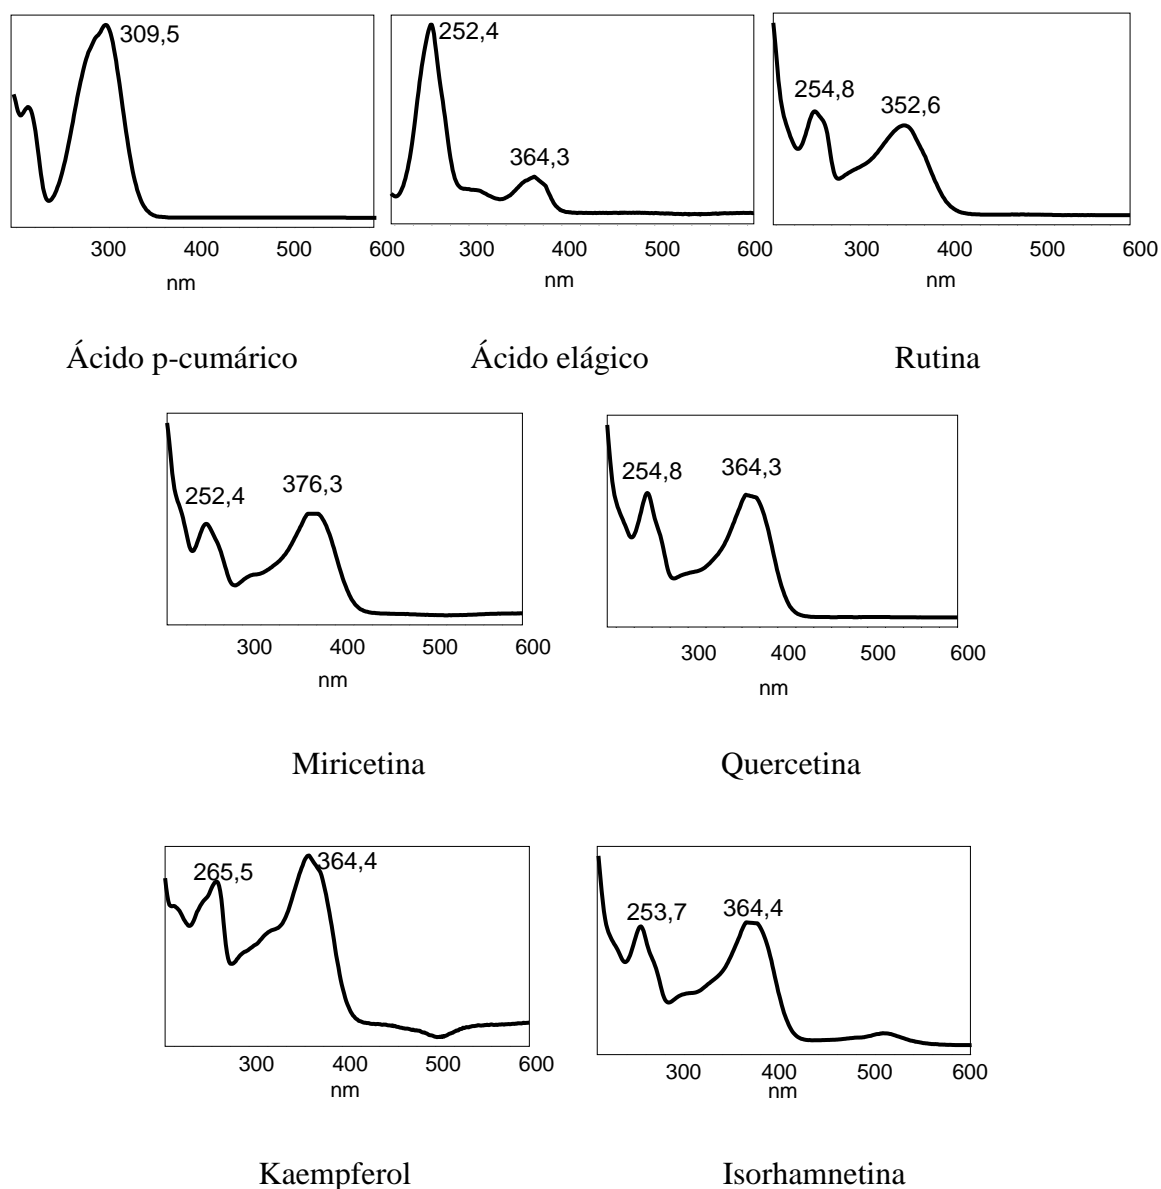 309,5
252,4
254,8
352,6
364,3
300 400 500 600 300 400 500 600 300 400 500 600
nm nm nm
Ácido p-cumárico Ácido elágico Rutina
252,4
376,3
254,8
364,3
300 400 500 600 300 400 500 600
nm nm
Miricetina Quercetina
265,5
364,4
253,7
364,4
300 400 500 600 300 400 500 600
nm nm
Kaempferol Isorhamnetina